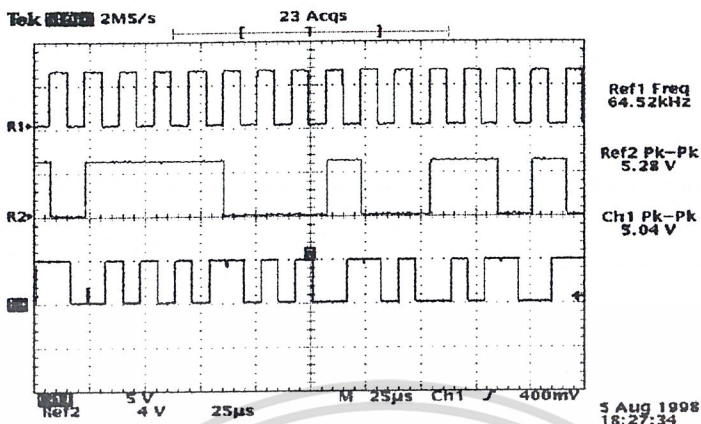 Tek 2MS/s 23 Acqs
Ref1 Freq
64.52kHz
R1
Ref2 Pk-Pk
5.28 V
R2
Ch1 Pk-Pk
5.04 V
5 V M 25µs Ch1 400mV
Ref2 4 V 25µs
5 Aug 1998
18:27:34